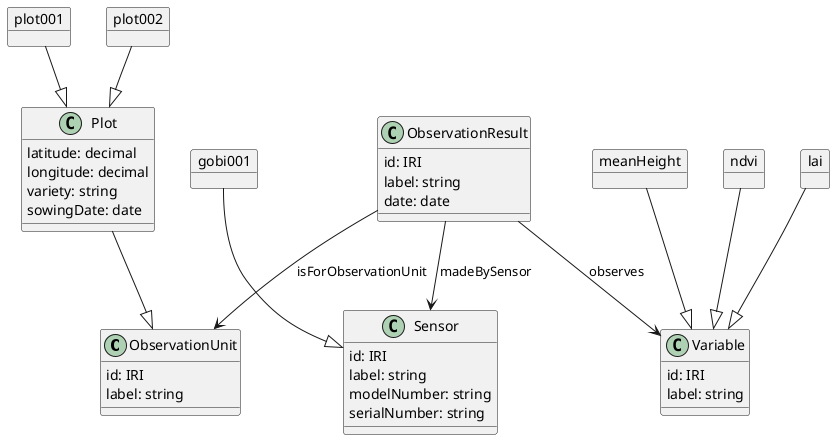 plot001
plot002
C Plot
latitude: decimal
longitude: decimal
variety: string
sowingDate: date
gobi001
C ObservationResult
id: IRI
label: string
date: date
meanHeight
ndvi
lai
isForObservationUnit
madeBySensor
observes
C ObservationUnit
id: IRI
label: string
C Sensor
id: IRI
label: string
modelNumber: string
serialNumber: string
C Variable
id: IRI
label: string